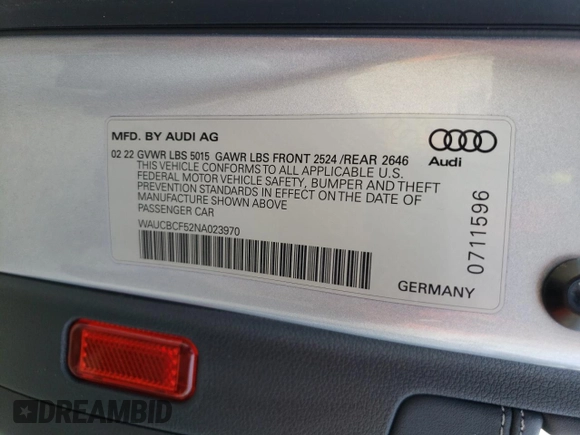 MFD. BY AUDI AG
Audi
02 22 GVWR LBS 5015 GAWR LBS FRONT 2524 /REAR 2646
THIS VEHICLE CONFORMS TO ALL APPLICABLE U.S.
FEDERAL MOTOR VEHICLE SAFETY, BUMPER AND THEFT
PREVENTION STANDARDS IN EFFECT ON THE DATE OF
MANUFACTURE SHOWN ABOVE
PASSENGER CAR
WAUCBCF52NA023970
GERMANY
0711596
DREAMBID